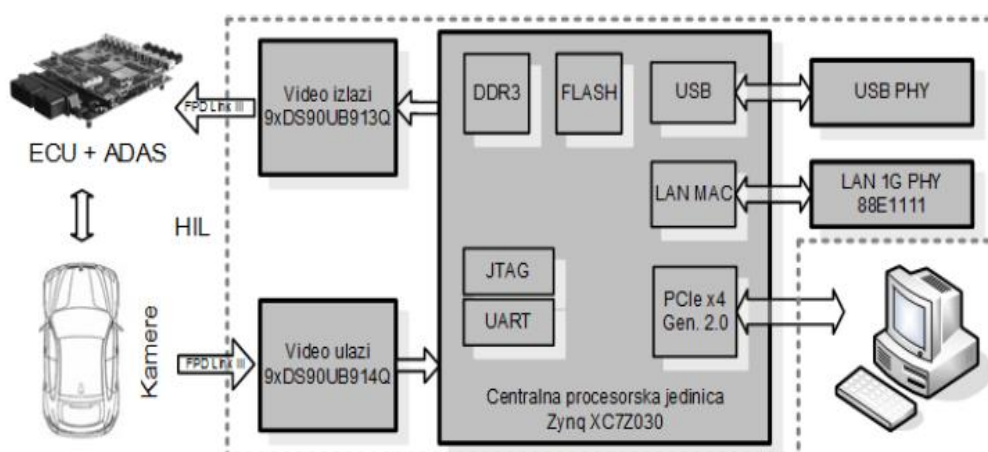 Video izlazi
9xDS90UB913Q
DDR3
FLASH
USB
USB PHY
FPD Link III
ECU + ADAS
HIL
LAN MAC
LAN 1G PHY
88E1111
JTAG
UART
PCIe x4
Gen. 2.0
Kamere
FPD Link III
Video ulazi
9xDS90UB914Q
Centralna procesorska jedinica
Zynq XC7Z030